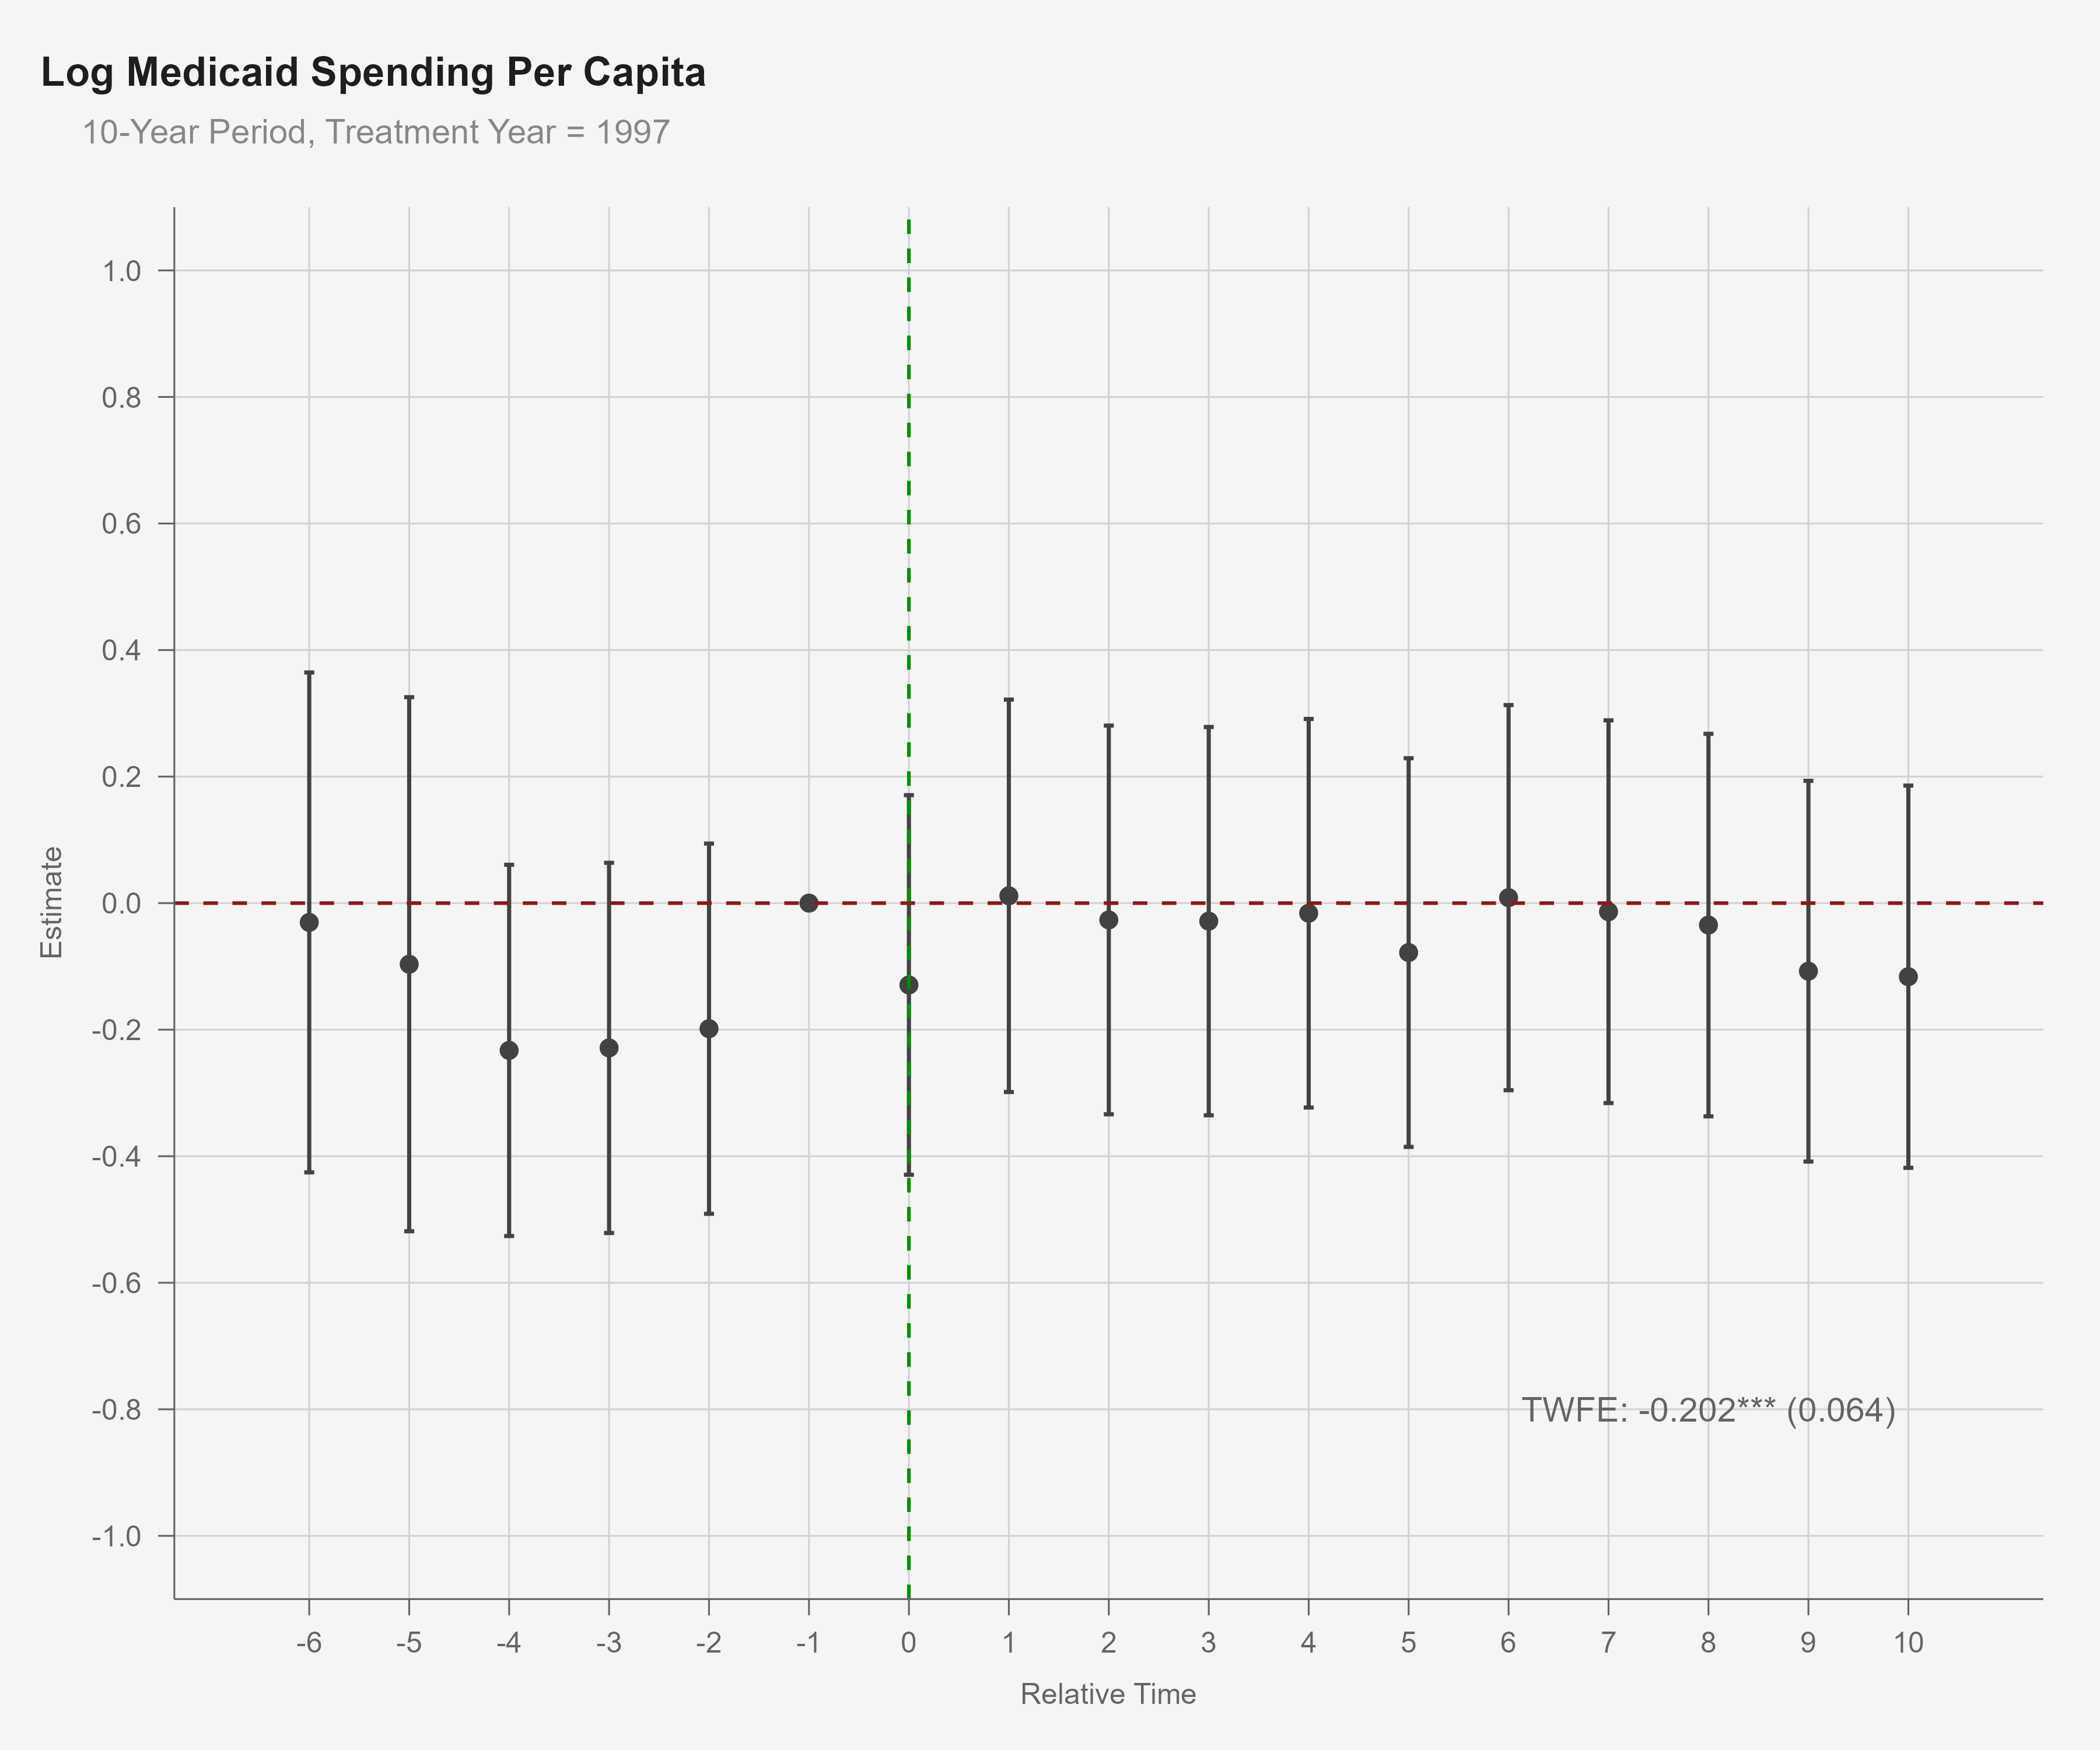 Log Medicaid Spending Per Capita
10-Year Period, Treatment Year = 1997
1.0
0.8
0.6
0.4
0.2
0.0
-0.2
-0.4
-0.6
-0.8
-1.0
Estimate
TWFE: -0.202*** (0.064)
-6 -5 -4 -3 -2 -1 0 1 2 3 4 5 6 7 8 9 10
Relative Time